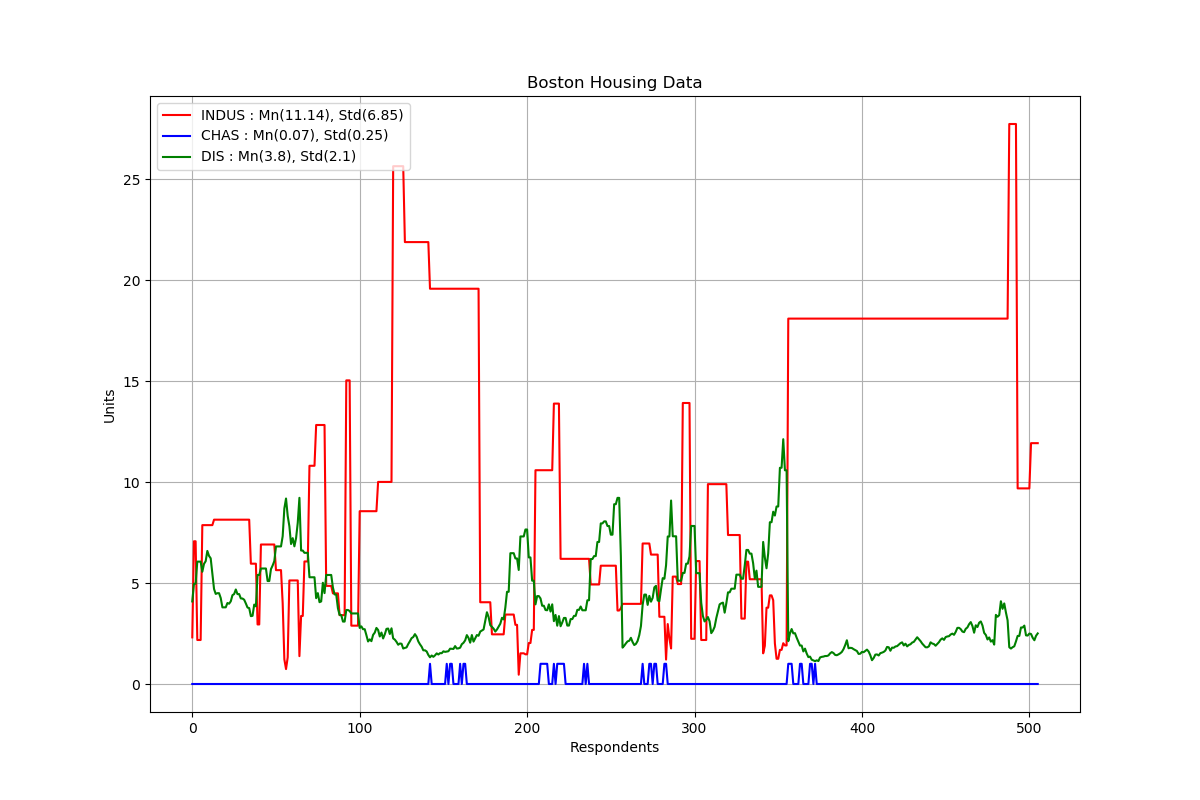 Boston Housing Data
INDUS : Mn(11.14), Std(6.85)
CHAS : Mn(0.07), Std(0.25)
DIS : Mn(3.8), Std(2.1)
25
20
15
10
5
0
Units
0 100 200 300 400 500
Respondents